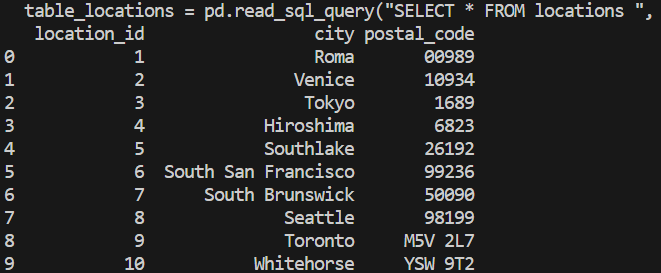 table_locations = pd.read_sql_query("SELECT * FROM locations ",
location_id city postal_code
0 1 Roma 00989
1 2 Venice 10934
2 3 Tokyo 1689
3 4 Hiroshima 6823
4 5 Southlake 26192
5 6 South San Francisco 99236
6 7 South Brunswick 50090
7 8 Seattle 98199
8 9 Toronto M5V 2L7
9 10 Whitehorse YSW 9T2